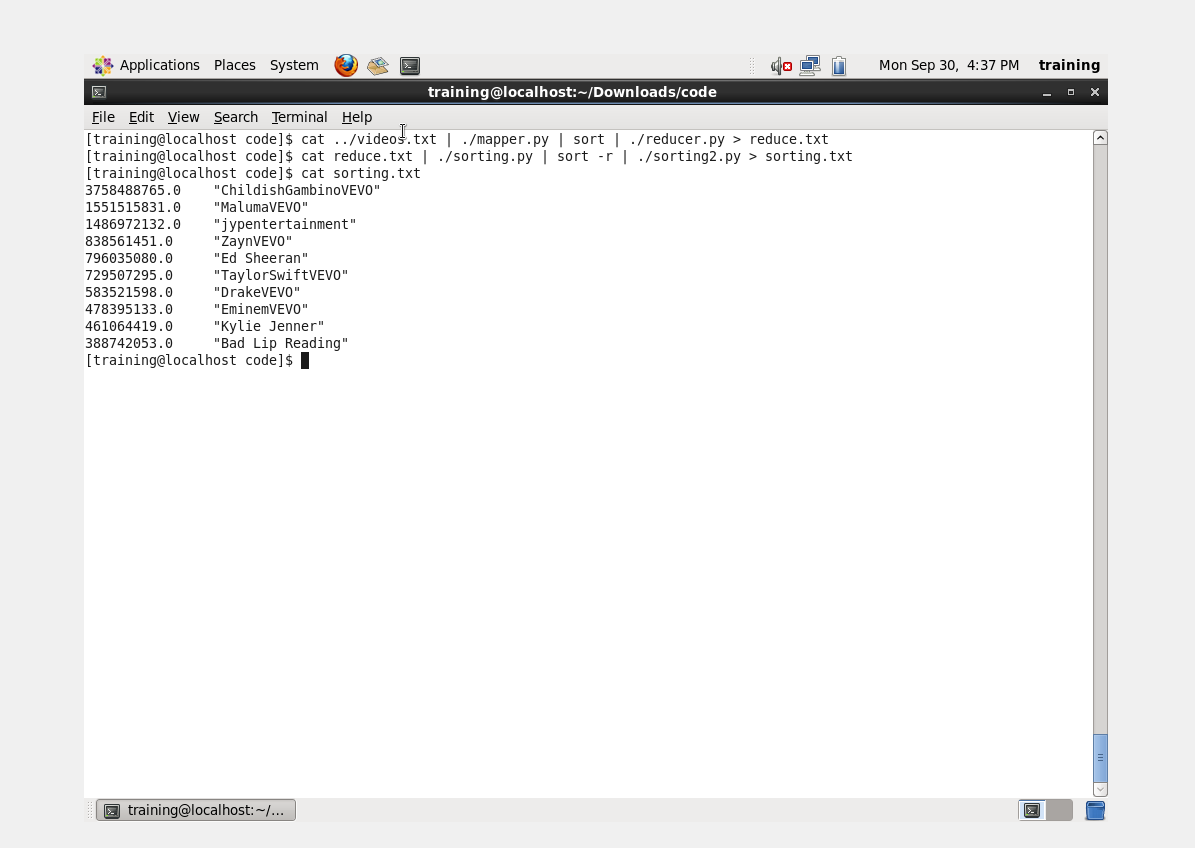 Applications Places System Mon Sep 30, 4:37 PM training
training@localhost:~/Downloads/code
File Edit View Search Terminal Help
[training@localhost code]$ cat ../videos.txt | ./mapper.py | sort | ./reducer.py > reduce.txt
[training@localhost code]$ cat reduce.txt | ./sorting.py | sort -r | ./sorting2.py > sorting.txt
[training@localhost code]$ cat sorting.txt
3758488765.0 "ChildishGambinoVEVO"
1551515831.0 "MalumaVEVO"
1486972132.0 "jypentertainment"
838561451.0 "ZaynVEVO"
796035080.0 "Ed Sheeran"
729507295.0 "TaylorSwiftVEVO"
583521598.0 "DrakeVEVO"
478395133.0 "EminemVEVO"
461064419.0 "Kylie Jenner"
388742053.0 "Bad Lip Reading"
[training@localhost code]$
training@localhost:~/...